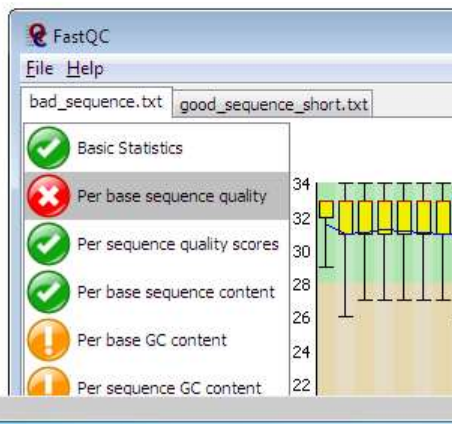 FastQC
File Help
bad_sequence.txt good_sequence_short.txt
Basic Statistics
Per base sequence quality
Per sequence quality scores
Per base sequence content
Per base GC content
Per sequence GC content
34
32
30
28
26
24
22